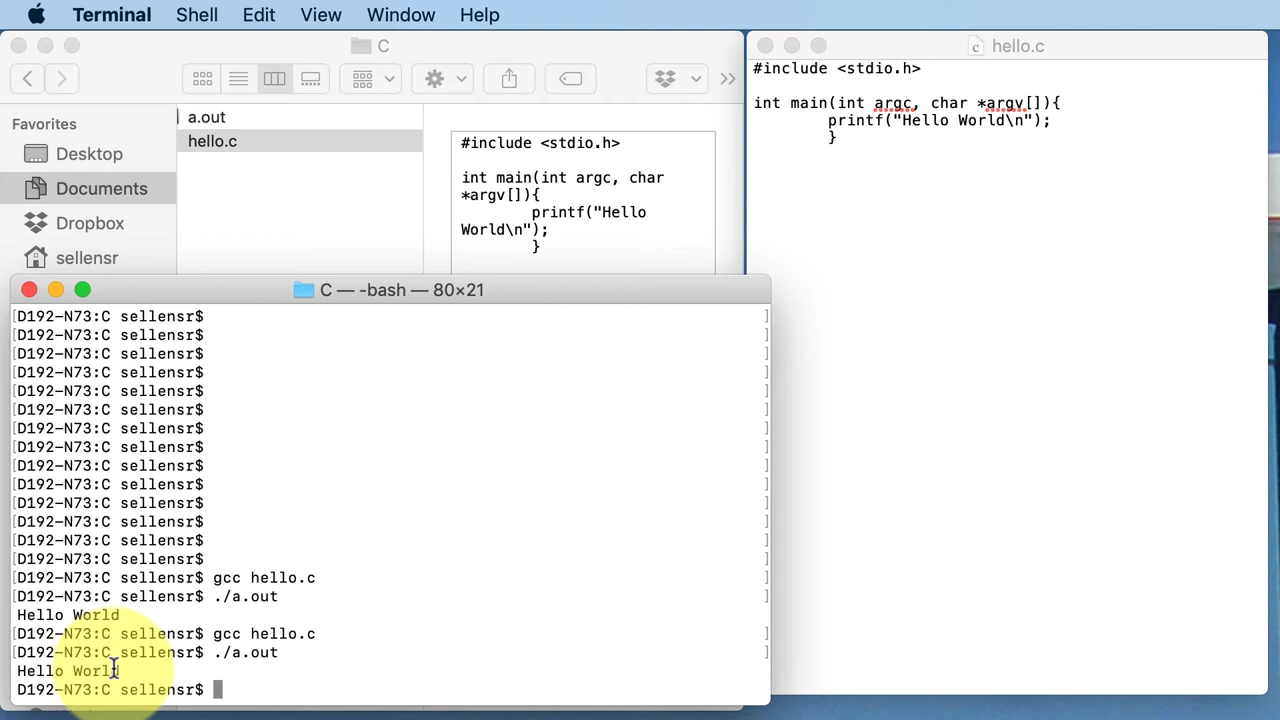 Terminal Shell Edit View Window Help
C
hello.c
Favorites
Desktop
Documents
Dropbox
sellensr
a.out
hello.c
#include <stdio.h>
int main(int argc, char
*argv[]){
printf("Hello
World\n");
}
#include <stdio.h>
int main(int argc, char *argv[]){
printf("Hello World\n");
}
C — -bash — 80×21
[D192-N73:C sellensr$ ]
[D192-N73:C sellensr$ ]
[D192-N73:C sellensr$ ]
[D192-N73:C sellensr$ ]
[D192-N73:C sellensr$ ]
[D192-N73:C sellensr$ ]
[D192-N73:C sellensr$ ]
[D192-N73:C sellensr$ ]
[D192-N73:C sellensr$ ]
[D192-N73:C sellensr$ ]
[D192-N73:C sellensr$ ]
[D192-N73:C sellensr$ ]
[D192-N73:C sellensr$ ]
[D192-N73:C sellensr$ ]
[D192-N73:C sellensr$ gcc hello.c ]
[D192-N73:C sellensr$ ./a.out ]
Hello World
[D192-N73:C sellensr$ gcc hello.c ]
[D192-N73:C sellensr$ ./a.out ]
Hello World
D192-N73:C sellensr$